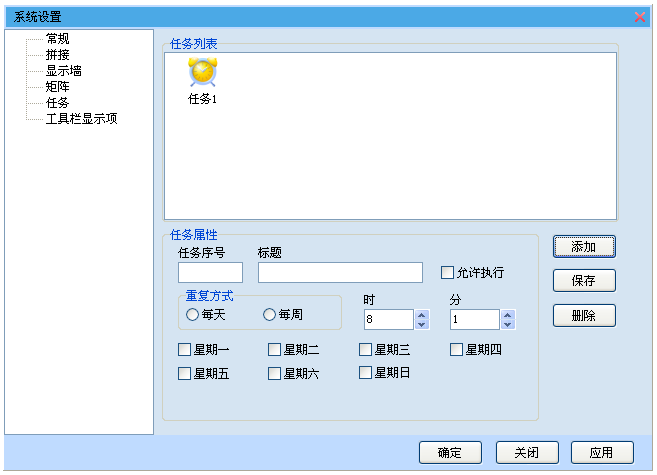 系统设置
常规
拼接
显示墙
矩阵
任务
工具栏显示项
任务列表
任务1
任务属性
任务序号 标题
允许执行
重复方式
每天 每周
时 分
8 1
星期一 星期二 星期三 星期四
星期五 星期六 星期日
添加
保存
删除
确定 关闭 应用